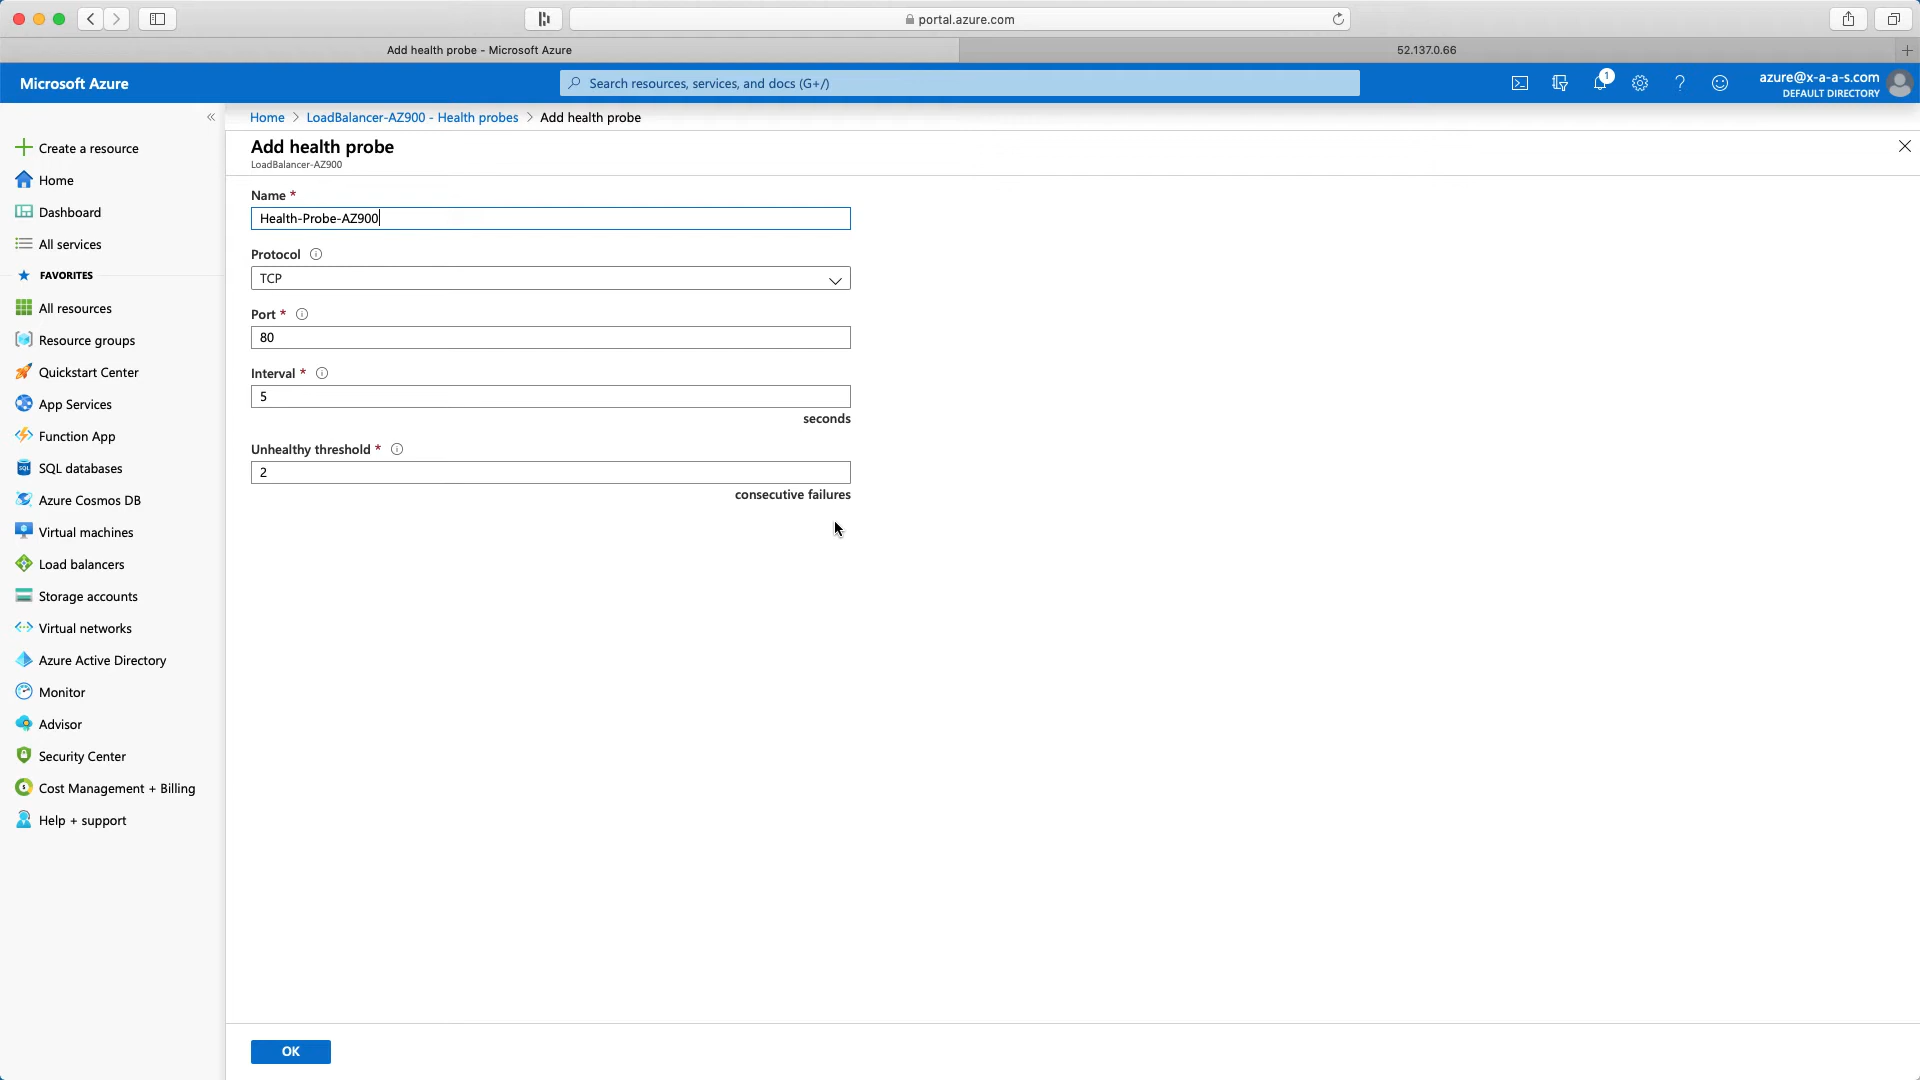 portal.azure.com
Add health probe - Microsoft Azure
52.137.0.66
Microsoft Azure
Search resources, services, and docs (G+/)
1
azure@x-a-a-s.com
DEFAULT DIRECTORY
Home > LoadBalancer-AZ900 - Health probes > Add health probe
Add health probe
LoadBalancer-AZ900
Create a resource
Home
Dashboard
All services
FAVORITES
All resources
Resource groups
Quickstart Center
App Services
Function App
SQL databases
Azure Cosmos DB
Virtual machines
Load balancers
Storage accounts
Virtual networks
Azure Active Directory
Monitor
Advisor
Security Center
Cost Management + Billing
Help + support
Name *
Health-Probe-AZ900
Protocol
TCP
Port *
80
Interval *
5
seconds
Unhealthy threshold *
2
consecutive failures
OK